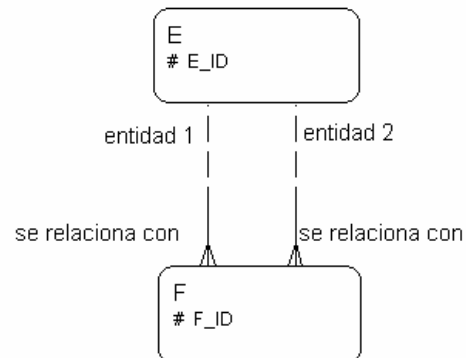 E
# E_ID
entidad 1
entidad 2
se relaciona con
se relaciona con
F
# F_ID